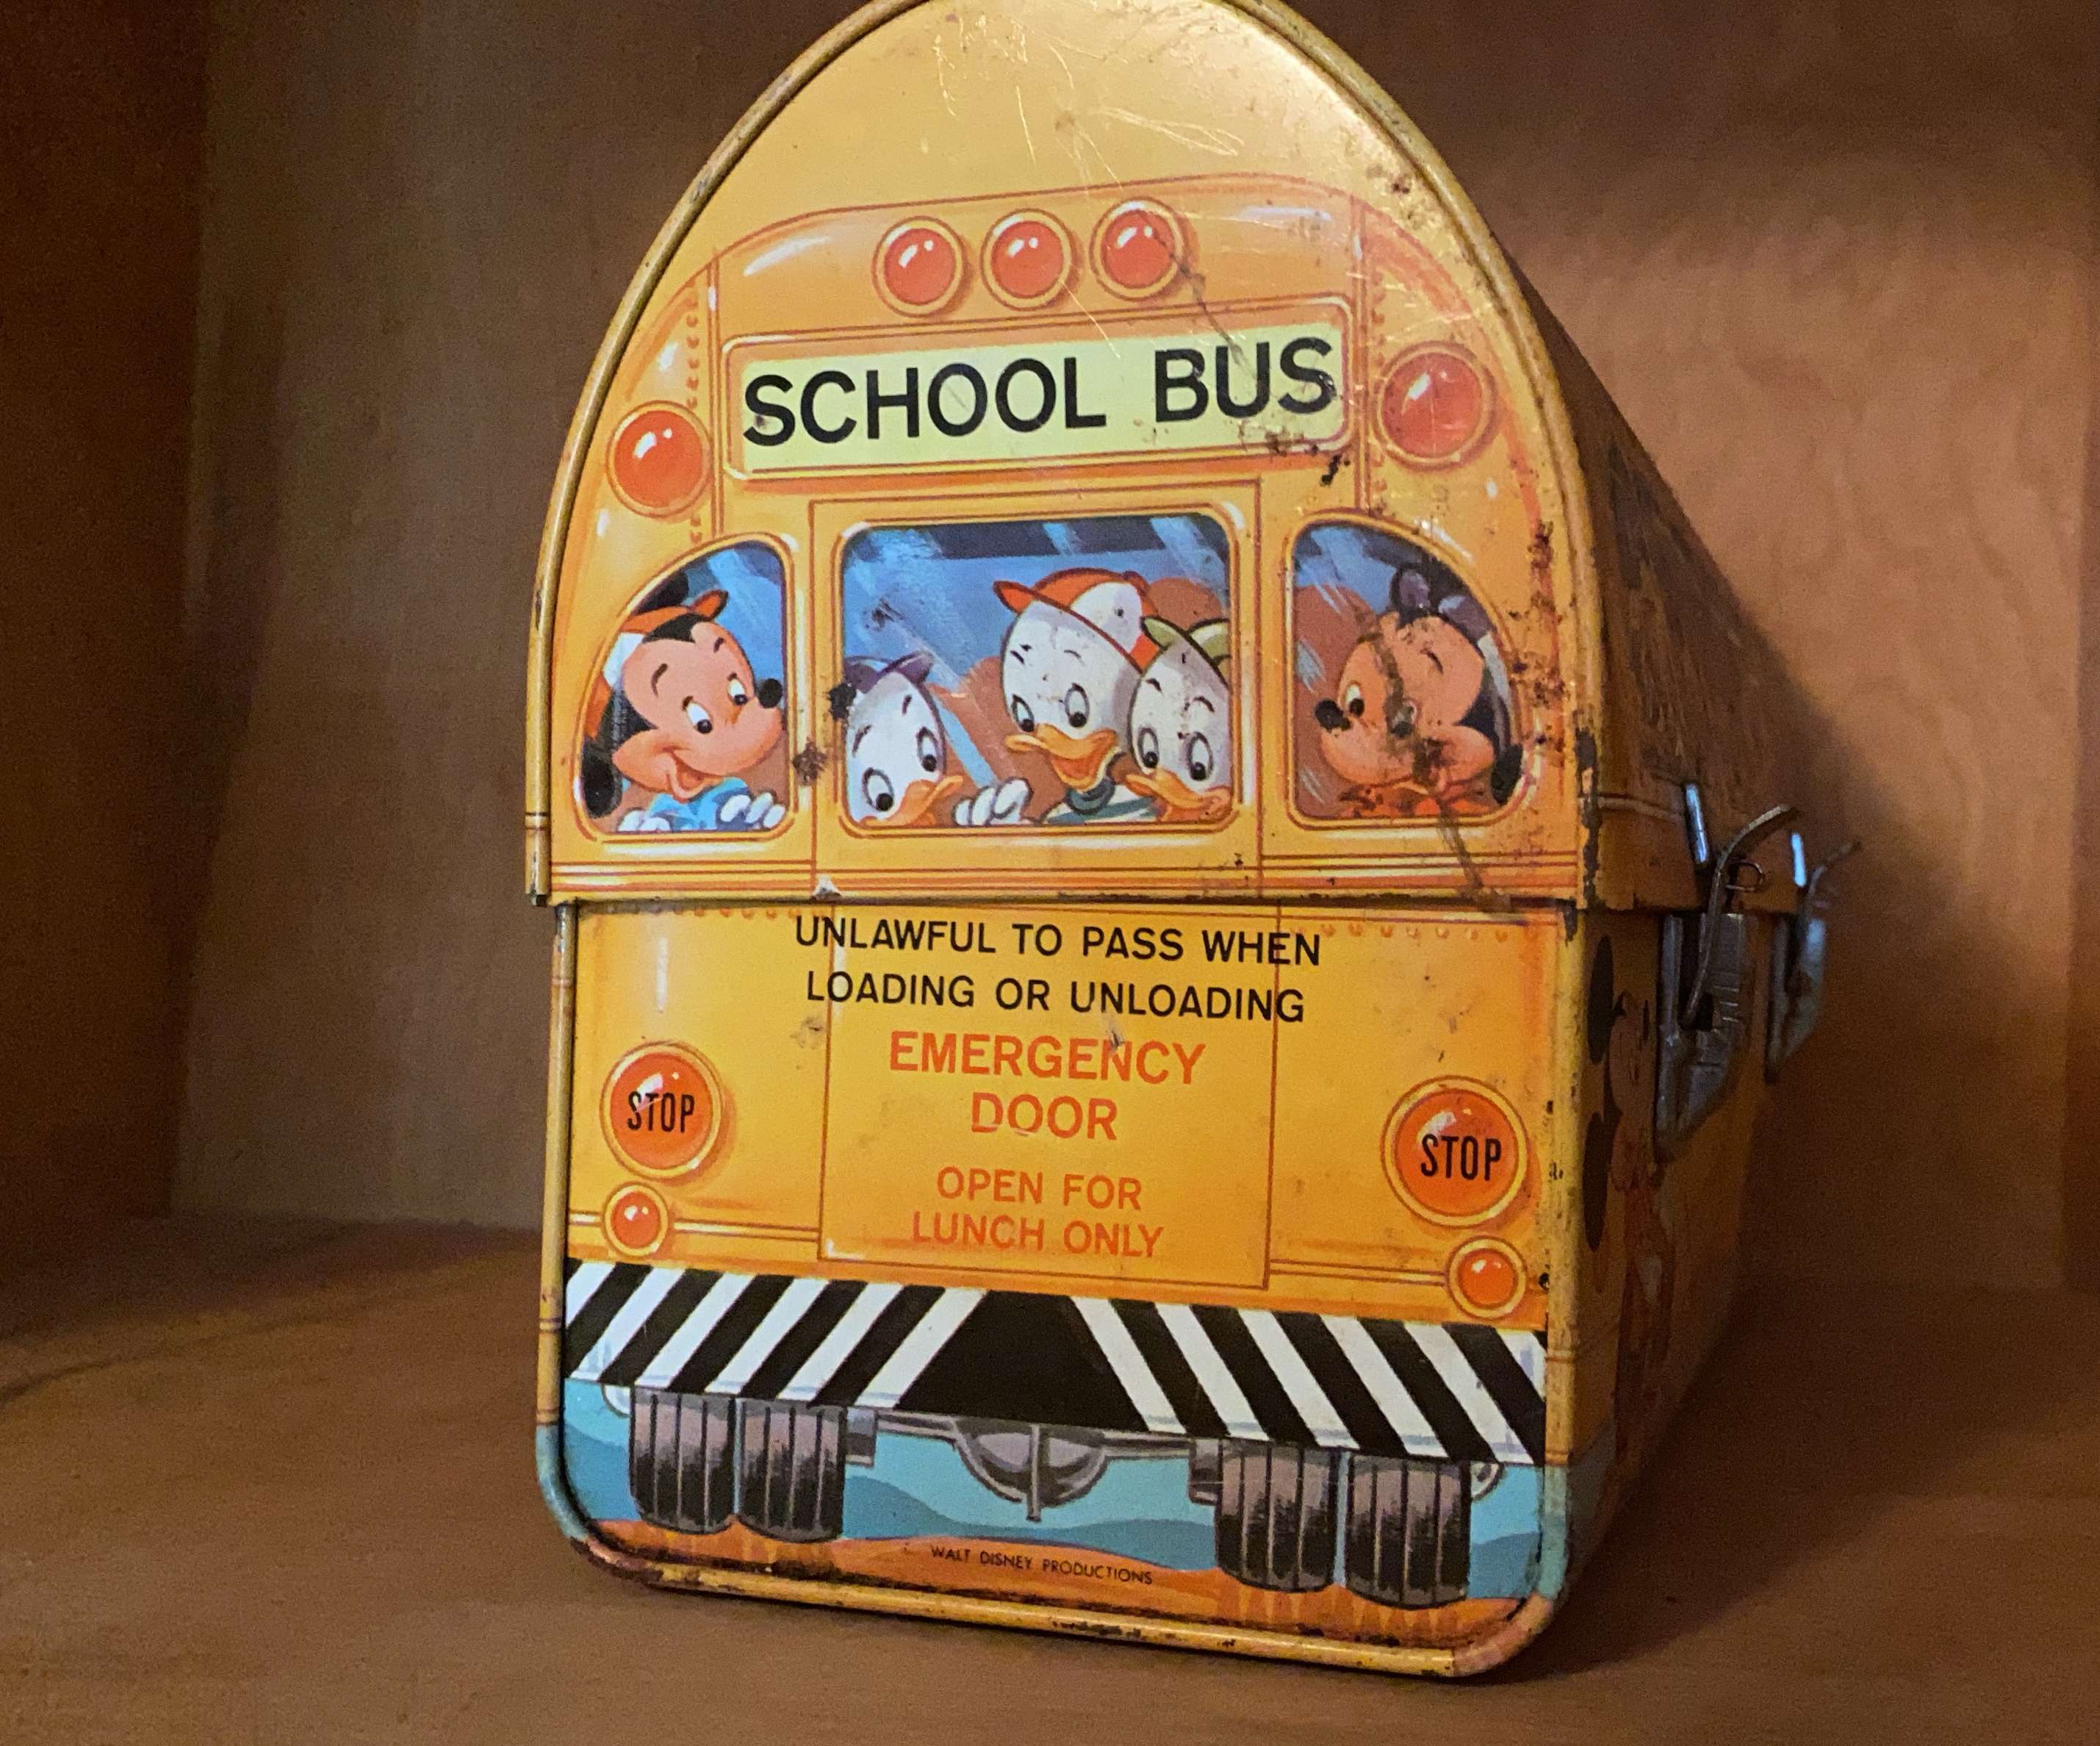 SCHOOL BUS
UNLAWFUL TO PASS WHEN
LOADING OR UNLOADING
EMERGENCY
DOOR
STOP
STOP
OPEN FOR
LUNCH ONLY
WALT DISNEY PRODUCTIONS